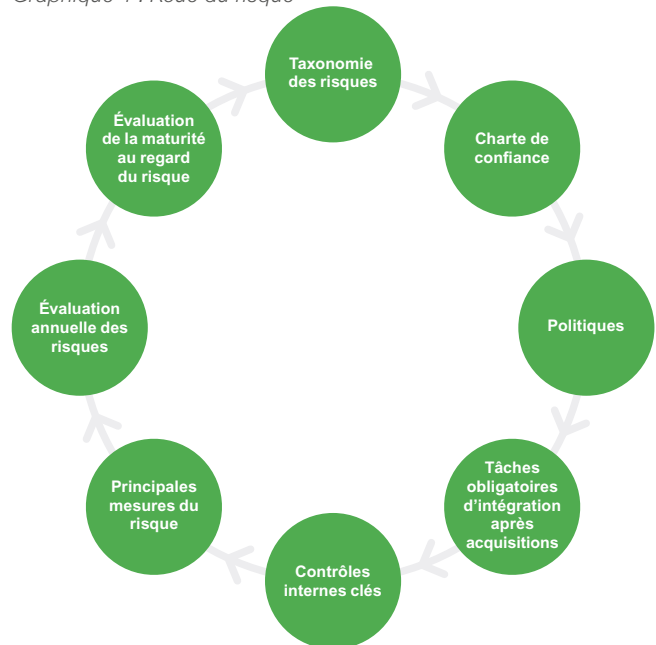 Taxonomie
des risques
Charte de
confiance
Politiques
Tâches
obligatoires
d'intégration
après
acquisitions
Contrôles
internes clés
Principales
mesures du
risque
Évaluation
annuelle des
risques
Évaluation
de la maturité
au regard
du risque